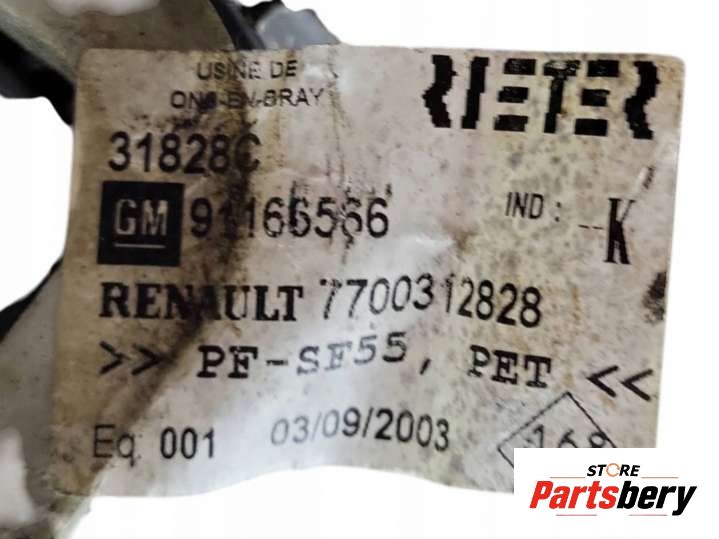 USINE DE
ONS-EN-BRAY
RIETER
31828C
GM 91166566
IND : --K
RENAULT 7700312828
>> PF-SF55, PET <<
Eq. 001 03/09/2003 168
STORE
Partsbery